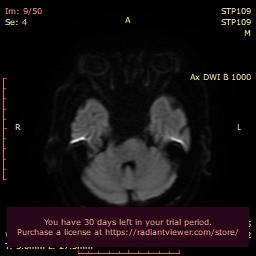 Im: 9/50
Se: 4
A
STP109
STP109
M
Ax DWI B 1000
R
L
You have 30 days left in your trial period.
Purchase a license at https://radiantviewer.com/store/